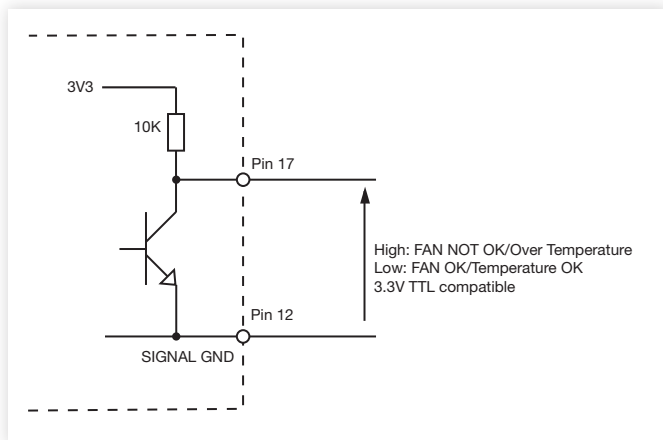 3V3
10K
Pin 17
High: FAN NOT OK/Over Temperature
Low: FAN OK/Temperature OK
3.3V TTL compatible
Pin 12
SIGNAL GND